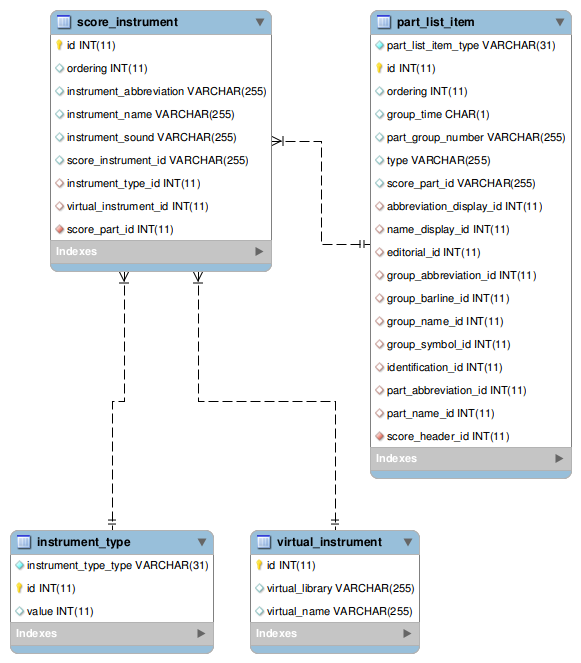 score_instrument
id INT(11)
ordering INT(11)
instrument_abbreviation VARCHAR(255)
instrument_name VARCHAR(255)
instrument_sound VARCHAR(255)
score_instrument_id VARCHAR(255)
instrument_type_id INT(11)
virtual_instrument_id INT(11)
score_part_id INT(11)
Indexes
part_list_item
part_list_item_type VARCHAR(31)
id INT(11)
ordering INT(11)
group_time CHAR(1)
part_group_number VARCHAR(255)
type VARCHAR(255)
score_part_id VARCHAR(255)
abbreviation_display_id INT(11)
name_display_id INT(11)
editorial_id INT(11)
group_abbreviation_id INT(11)
group_barline_id INT(11)
group_name_id INT(11)
group_symbol_id INT(11)
identification_id INT(11)
part_abbreviation_id INT(11)
part_name_id INT(11)
score_header_id INT(11)
Indexes
instrument_type
instrument_type_type VARCHAR(31)
id INT(11)
value INT(11)
Indexes
virtual_instrument
id INT(11)
virtual_library VARCHAR(255)
virtual_name VARCHAR(255)
Indexes